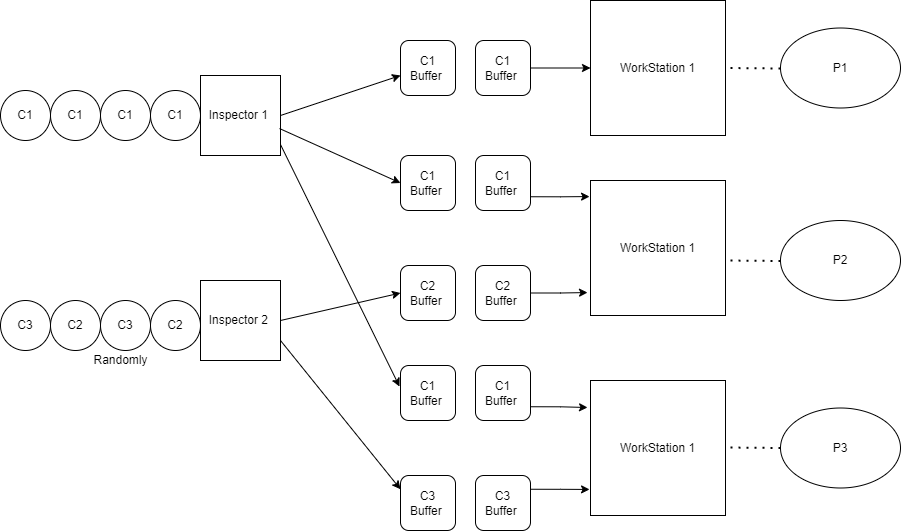 C1
Buffer
C1
Buffer
WorkStation 1
P1
C1
C1
C1
C1
Inspector 1
C1
Buffer
C1
Buffer
WorkStation 1
P2
C2
Buffer
C2
Buffer
C3
C2
C3
C2
Inspector 2
Randomly
C1
Buffer
C1
Buffer
WorkStation 1
P3
C3
Buffer
C3
Buffer